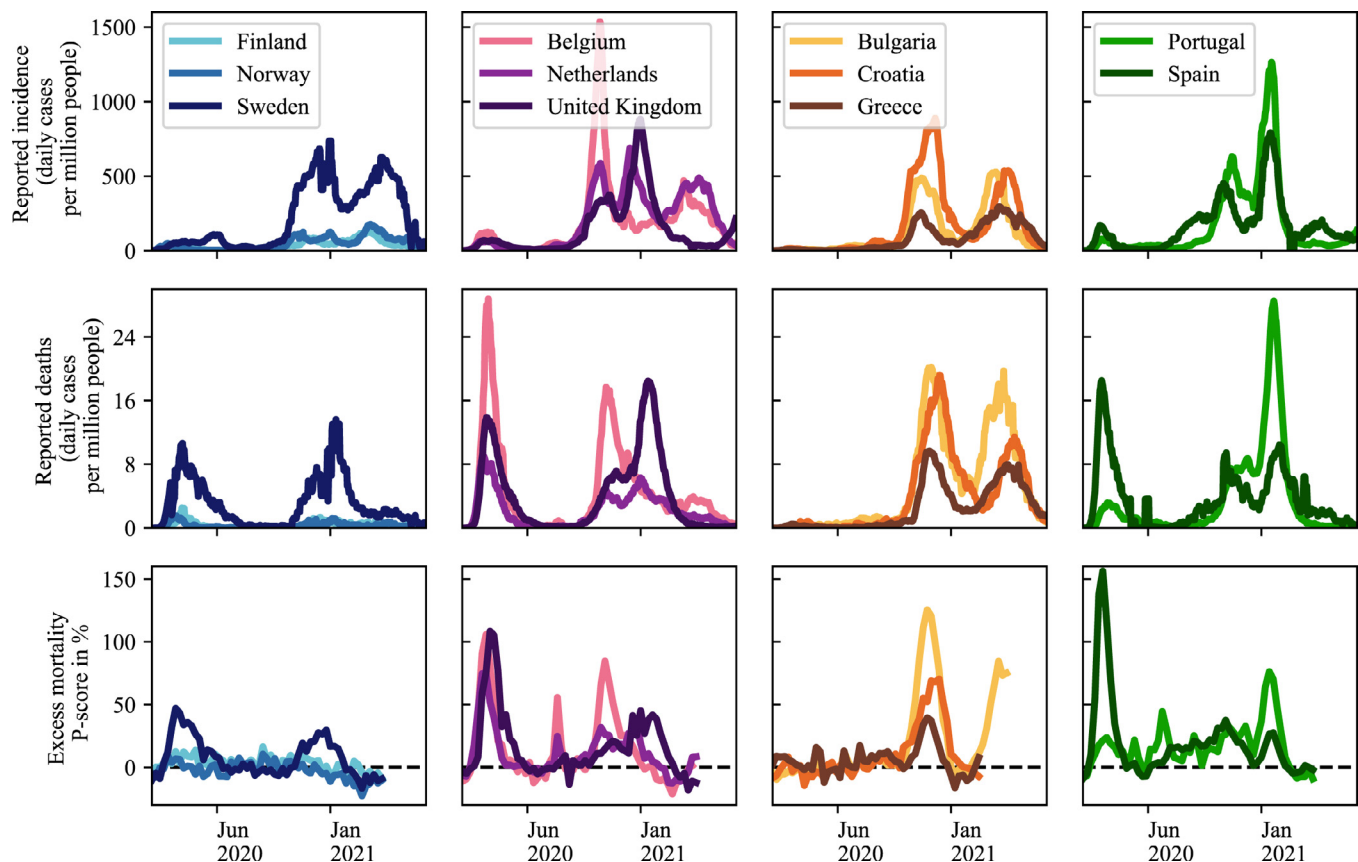 Reported incidence
(daily cases
per million people)
1500
1000
500
0
Finland
Norway
Sweden
Belgium
Netherlands
United Kingdom
Bulgaria
Croatia
Greece
Portugal
Spain
Reported deaths
(daily cases
per million people)
24
16
8
0
Excess mortality
P-score in %
150
100
50
0
Jun
2020
Jan
2021
Jun
2020
Jan
2021
Jun
2020
Jan
2021
Jun
2020
Jan
2021